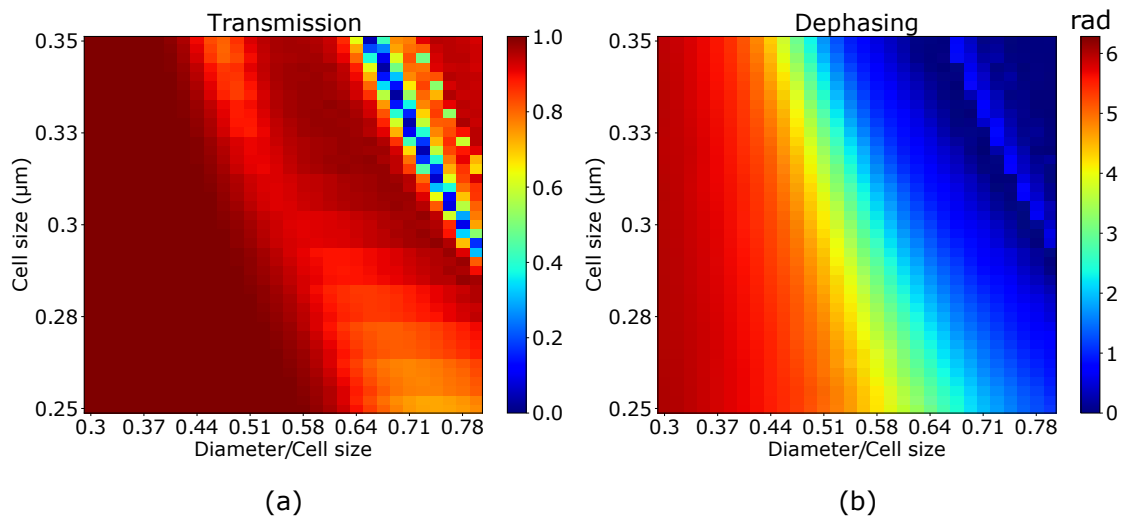 Transmission
0.35
0.33
0.3
0.28
0.25
Cell size (μm)
0.3 0.37 0.44 0.51 0.58 0.64 0.71 0.78
Diameter/Cell size
1.0
0.8
0.6
0.4
0.2
0.0
(a)
Dephasing
rad
0.35
0.33
0.3
0.28
0.25
Cell size (μm)
0.3 0.37 0.44 0.51 0.58 0.64 0.71 0.78
Diameter/Cell size
6
5
4
3
2
1
0
(b)